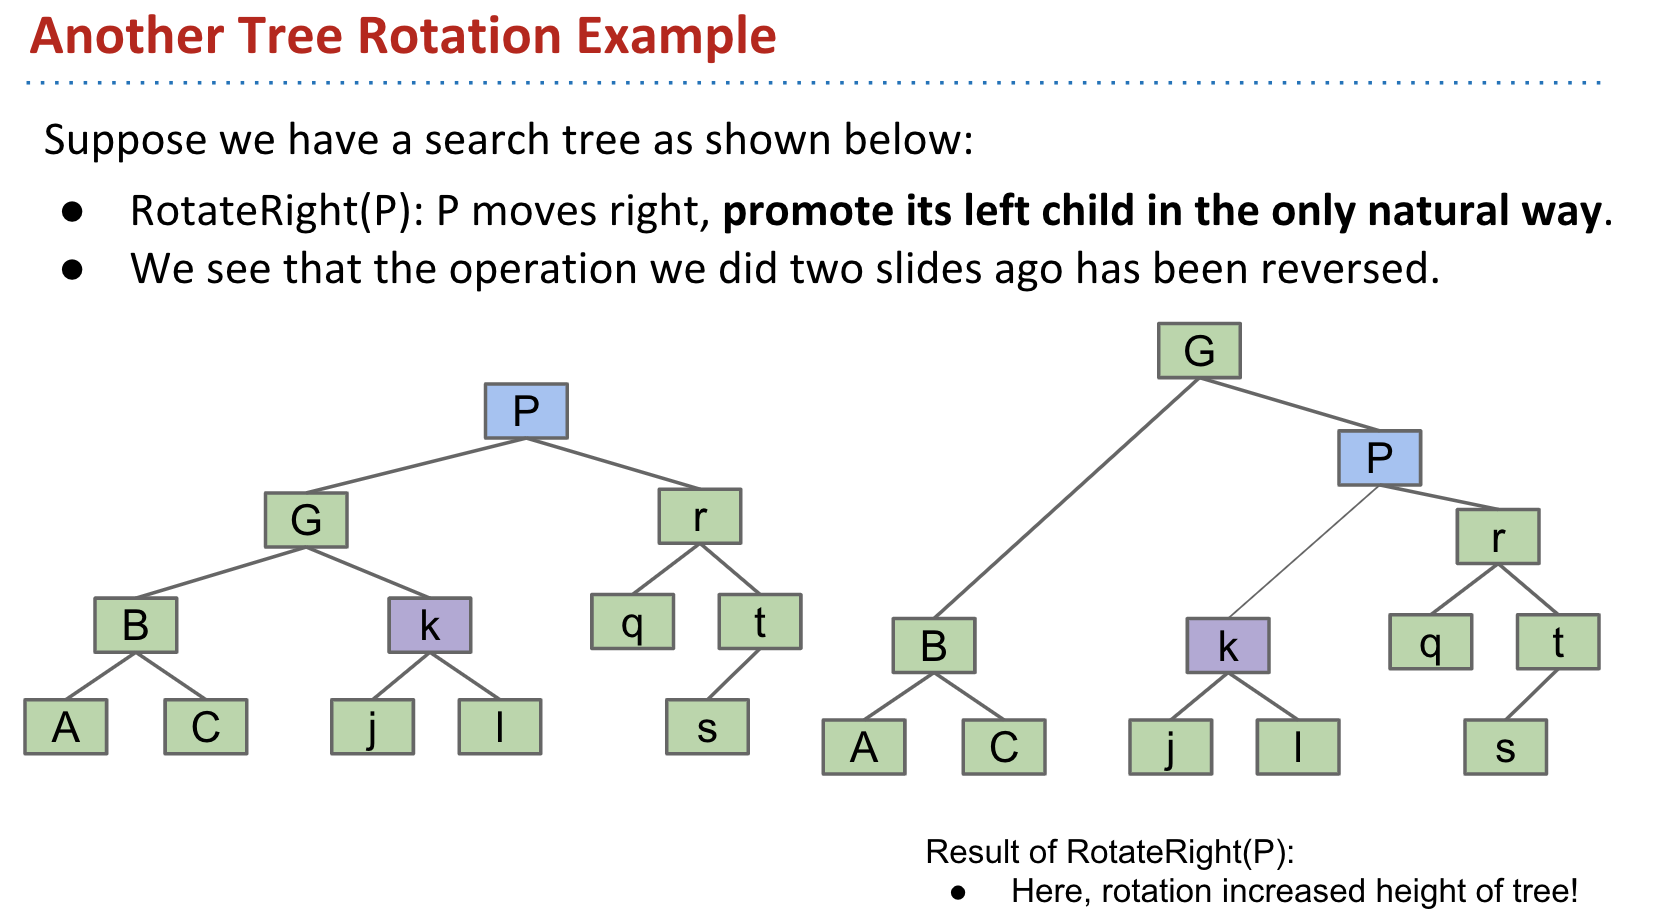 Another Tree Rotation Example
Suppose we have a search tree as shown below:
● RotateRight(P): P moves right, promote its left child in the only natural way.
● We see that the operation we did two slides ago has been reversed.
P
G
r
B
k
q
t
A
C
j
l
s
G
P
r
B
k
q
t
A
C
j
l
s
Result of RotateRight(P):
● Here, rotation increased height of tree!